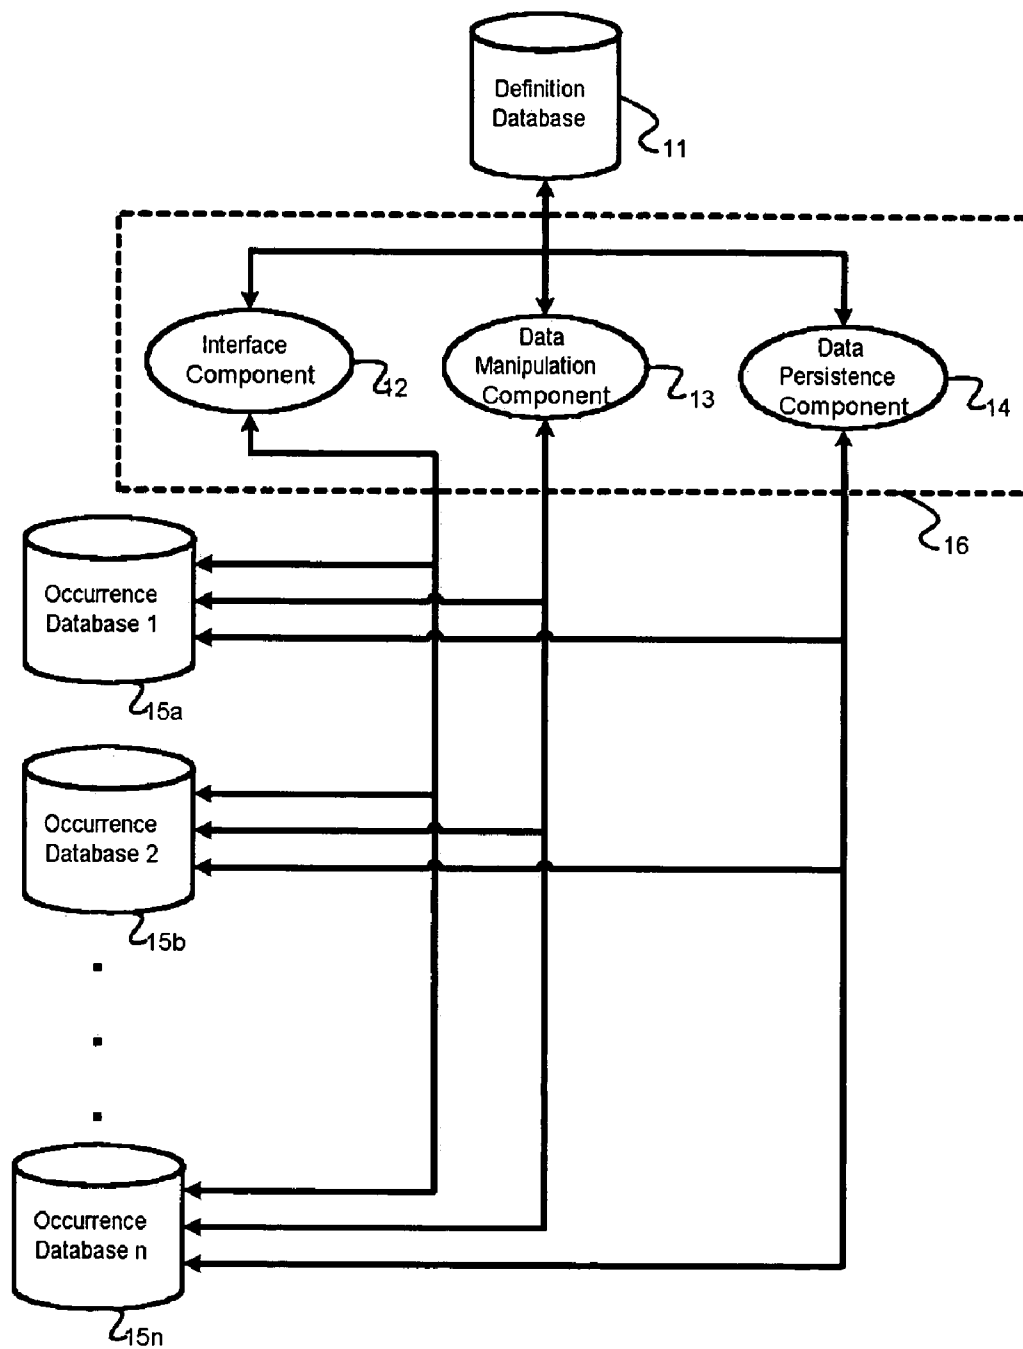 Definition
Database
11
Interface
Component
12
Data
Manipulation
Component
13
Data
Persistence
Component
14
16
Occurrence
Database 1
15a
Occurrence
Database 2
15b
Occurrence
Database n
15n